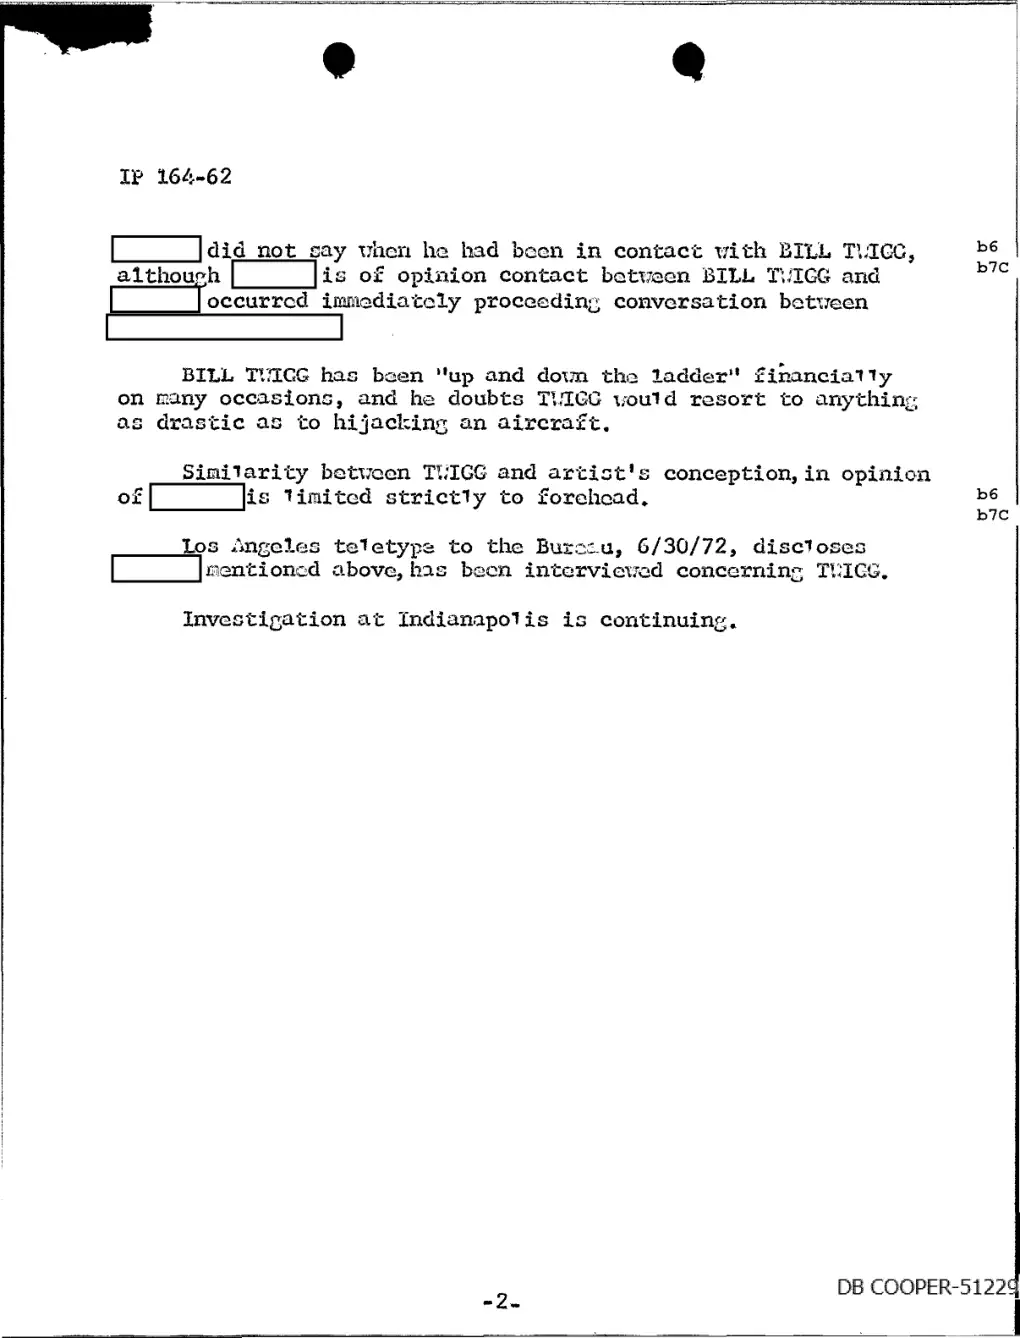 IP 164-62
did not say when he had been in contact with BILL TWIGG, b6
although is of opinion contact between BILL TWIGG and b7C
occurred immediately proceeding conversation between
BILL TWIGG has been "up and down the ladder" financially
on many occasions, and he doubts TWIGG would resort to anything
as drastic as to hijacking an aircraft.
Similarity between TWIGG and artist's conception, in opinion
of is limited strictly to forehead. b6
b7C
Los Angeles teletype to the Bureau, 6/30/72, discloses
mentioned above, has been interviewed concerning TWIGG.
Investigation at Indianapolis is continuing.
-2-
DB COOPER-51229